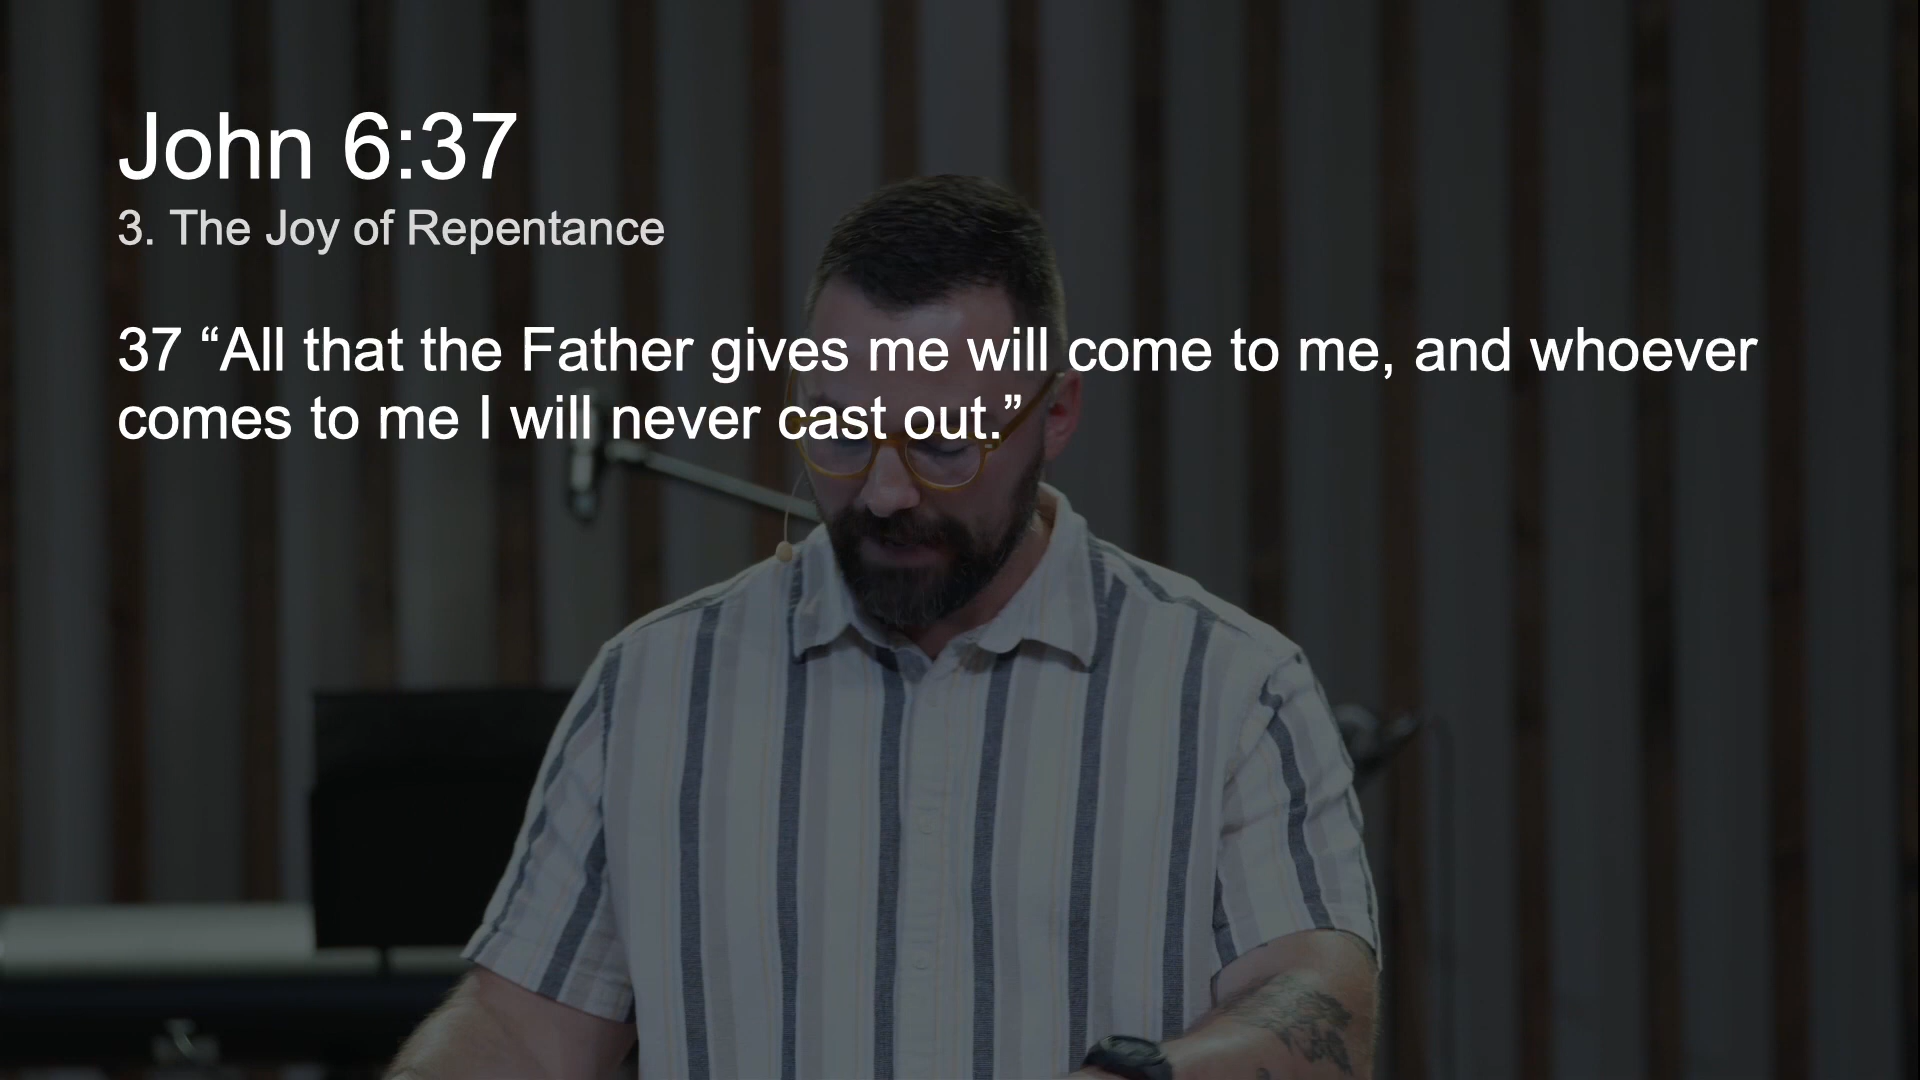 John 6:37
3. The Joy of Repentance
37 “All that the Father gives me will come to me, and whoever
comes to me I will never cast out.”